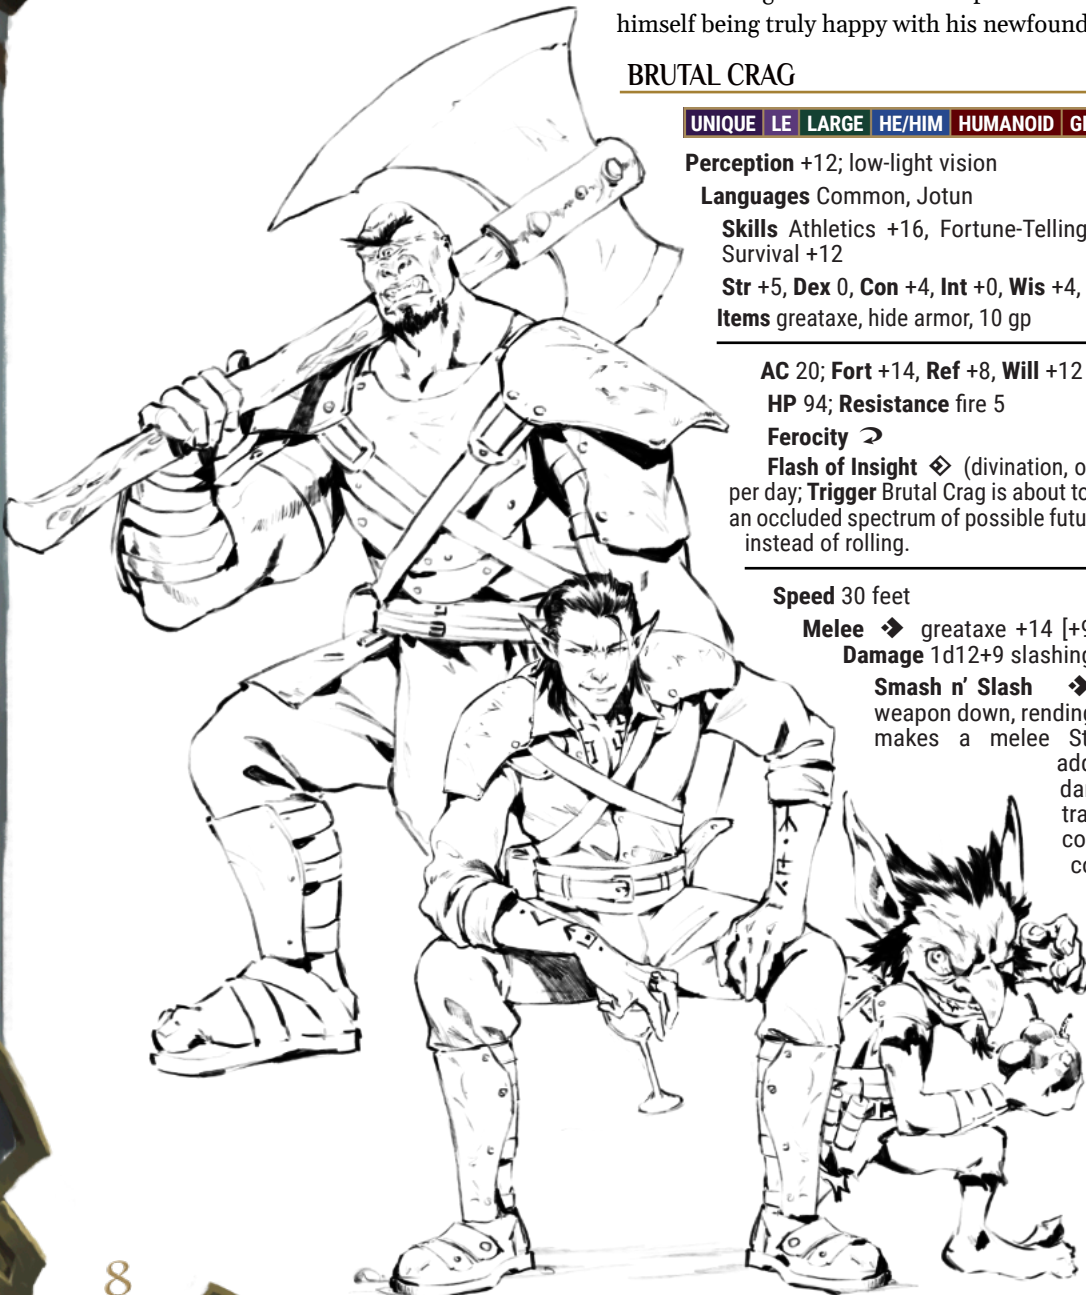 himself being truly happy with his newfound
BRUTAL CRAG
UNIQUE LE LARGE HE/HIM HUMANOID
Perception +12; low-light vision
Languages Common, Jotun
Skills Athletics +16, Fortune-Telling
Survival +12
Str +5, Dex 0, Con +4, Int +0, Wis +4,
Items greataxe, hide armor, 10 gp
AC 20; Fort +14, Ref +8, Will +12
HP 94; Resistance fire 5
Ferocity
Flash of Insight (divination,
per day; Trigger Brutal Crag is about to
an occluded spectrum of possible
instead of rolling.
Speed 30 feet
Melee greataxe +14 [+9
Damage 1d12+9 slashing
Smash n' Slash
weapon down, rending
makes a melee
8